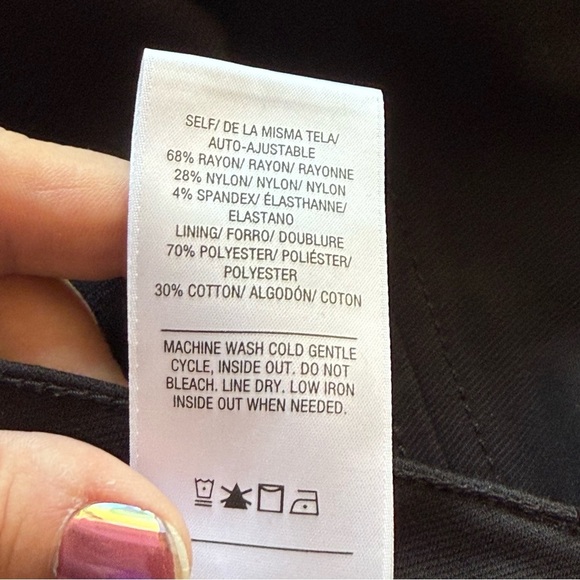 SELF/ DE LA MISMA TELA/
AUTO-AJUSTABLE
68% RAYON/ RAYON/ RAYONNE
28% NYLON/ NYLON/ NYLON
4% SPANDEX/ ÉLASTHANNE/
ELASTANO
LINING/ FORRO/ DOUBLURE
70% POLYESTER/ POLIÉSTER/
POLYESTER
30% COTTON/ ALGODÓN/ COTON
MACHINE WASH COLD GENTLE
CYCLE, INSIDE OUT. DO NOT
BLEACH. LINE DRY. LOW IRON
INSIDE OUT WHEN NEEDED.